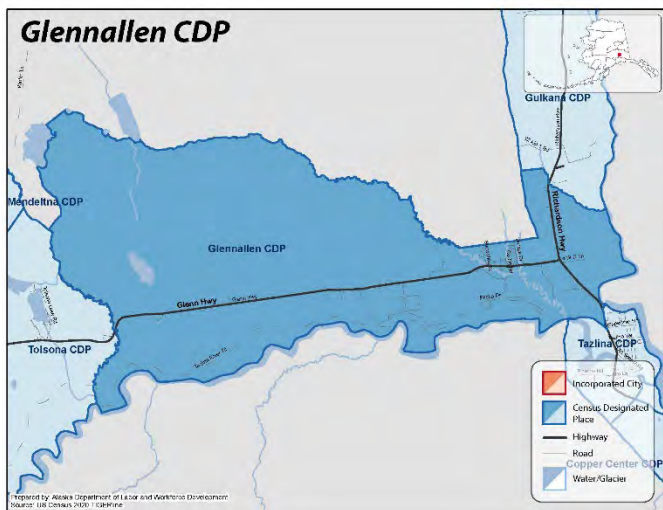 Glennallen CDP
Gulkana CDP
Mendeltna CDP
Glennallen CDP
Richardson Hwy
Glenn Hwy
Glenn Hwy
Tolsona CDP
Tazlina CDP
Copper Center CDP
Incorporated City
Census Designated
Place
Highway
Road
Water/Glacier
Prepared by: Alaska Department of Labor and Workforce Development
Source: US Census 2020 TIGERline